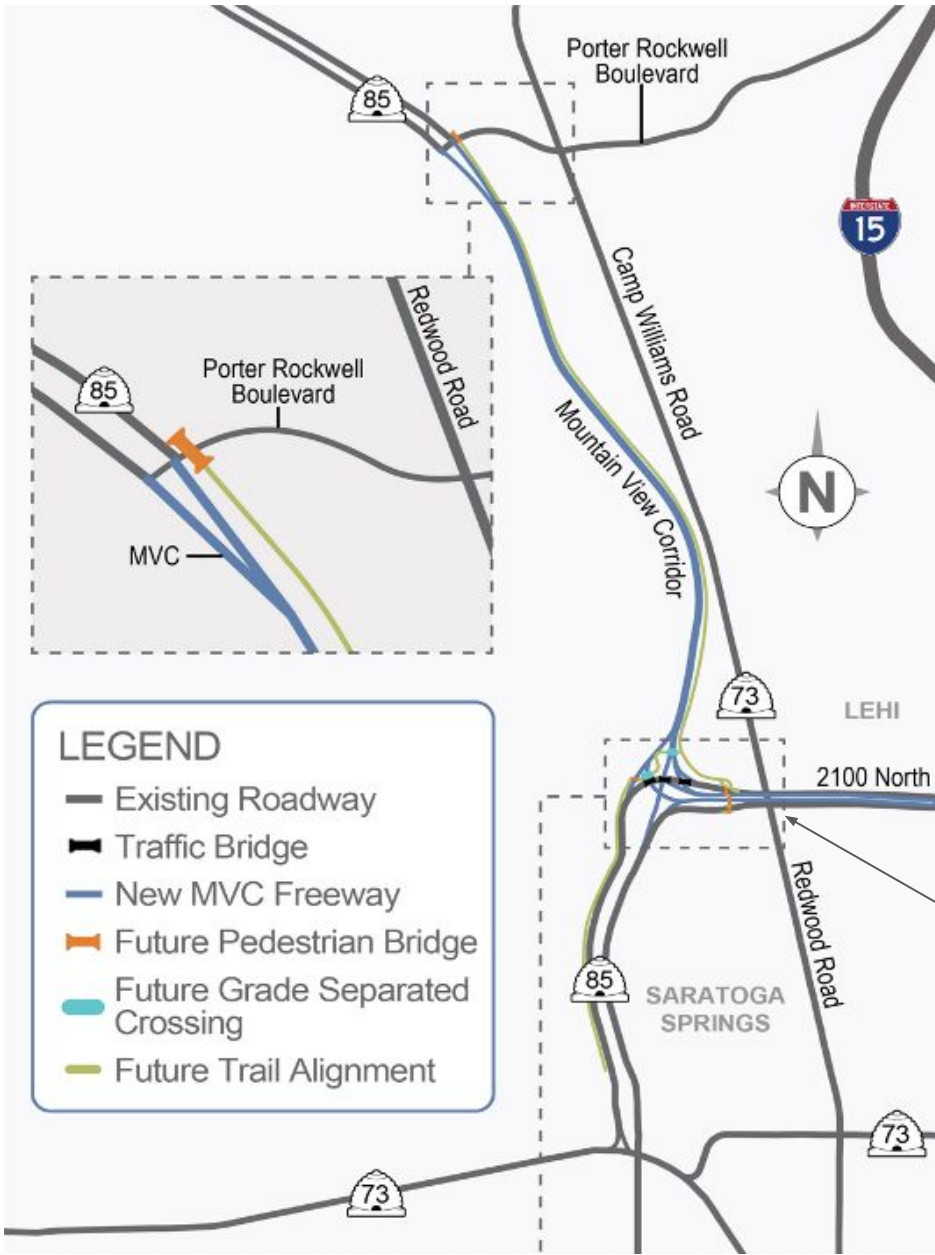 Porter Rockwell
Boulevard
85
INTERSTATE
15
Camp Williams Road
Redwood Road
Porter Rockwell
Boulevard
85
MVC
Mountain View Corridor
N
73
LEHI
2100 North
LEGEND
Existing Roadway
Traffic Bridge
New MVC Freeway
Future Pedestrian Bridge
Future Grade Separated
Crossing
Future Trail Alignment
Redwood Road
85
SARATOGA
SPRINGS
73
73